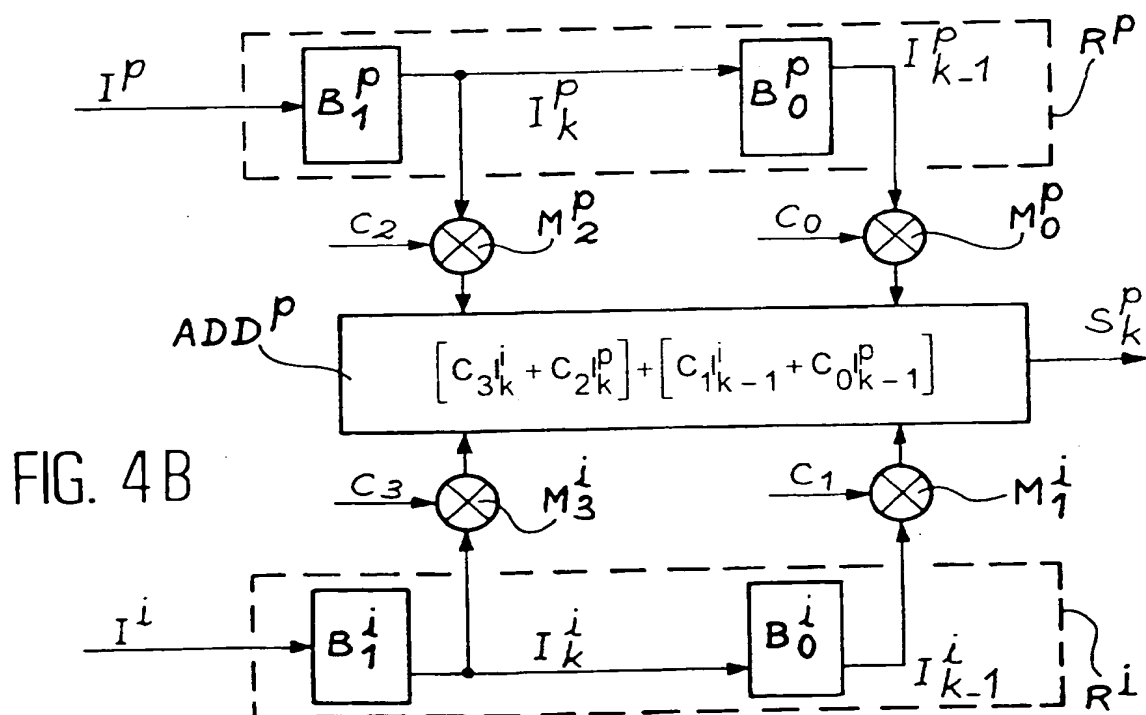 I^p
B_1^p
I_k^p
B_0^p
I_{k-1}^p
R^p
C_2
M_2^p
C_0
M_0^p
ADD^p
[C_3I_k^i + C_2I_k^p] + [C_1I_{k-1}^i + C_0I_{k-1}^p]
S_k^p
FIG. 4B
C_3
M_3^i
C_1
M_1^i
I^i
B_1^i
I_k^i
B_0^i
I_{k-1}^i
R^i